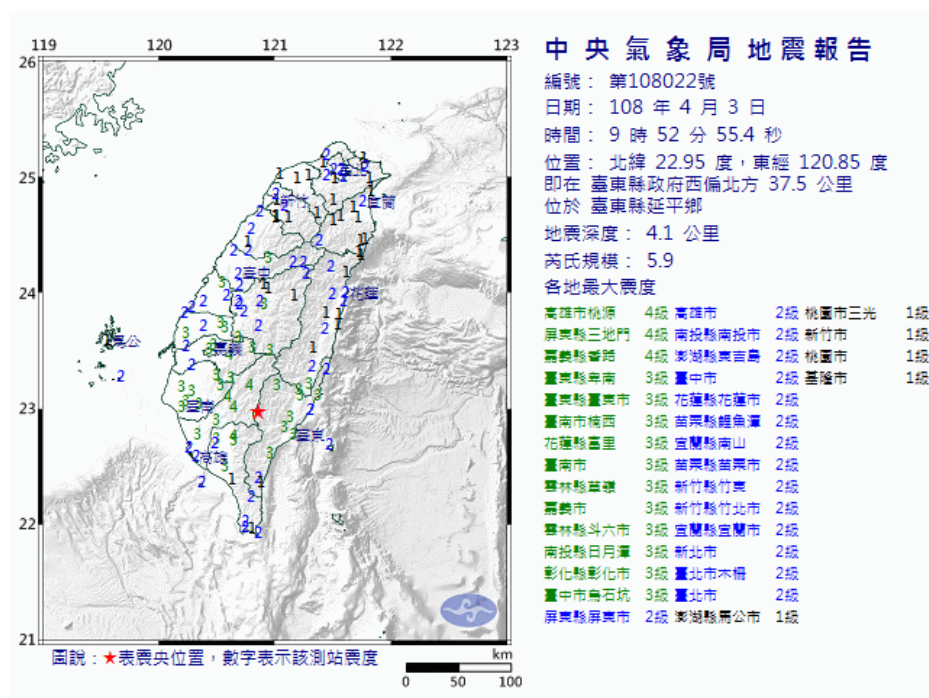 中央氣象局地震報告
編號： 第108022號
日期： 108 年 4 月 3 日
時間： 9 時 52 分 55.4 秒
位置： 北緯 22.95 度，東經 120.85 度
即在 臺東縣政府西偏北方 37.5 公里
位於 臺東縣延平鄉
地震深度： 4.1 公里
芮氏規模： 5.9
各地最大震度
高雄市桃源 4級 高雄市 2級 桃園市三光 1級
屏東縣三地門 4級 南投縣南投市 2級 新竹市 1級
嘉義縣番路 4級 澎湖縣東吉島 2級 桃園市 1級
臺東縣卑南 3級 臺中市 2級 基隆市 1級
臺東縣臺東市 3級 花蓮縣花蓮市 2級
臺南市楠西 3級 苗栗縣鯉魚潭 2級
花蓮縣富里 3級 宜蘭縣南山 2級
臺南市 3級 苗栗縣苗栗市 2級
雲林縣草嶺 3級 新竹縣竹東 2級
嘉義市 3級 新竹縣竹北市 2級
雲林縣斗六市 3級 宜蘭縣宜蘭市 2級
南投縣日月潭 3級 新北市 2級
彰化縣彰化市 3級 臺北市木柵 2級
臺中市烏石坑 3級 臺北市 2級
屏東縣屏東市 2級 澎湖縣馬公市 1級
119 120 121 122 123
26
25
24
23
22
21
新竹
宜蘭
臺中
花蓮
馬公
嘉義
臺南
臺東
高雄
圖說：★表震央位置，數字表示該測站震度
km
0 50 100